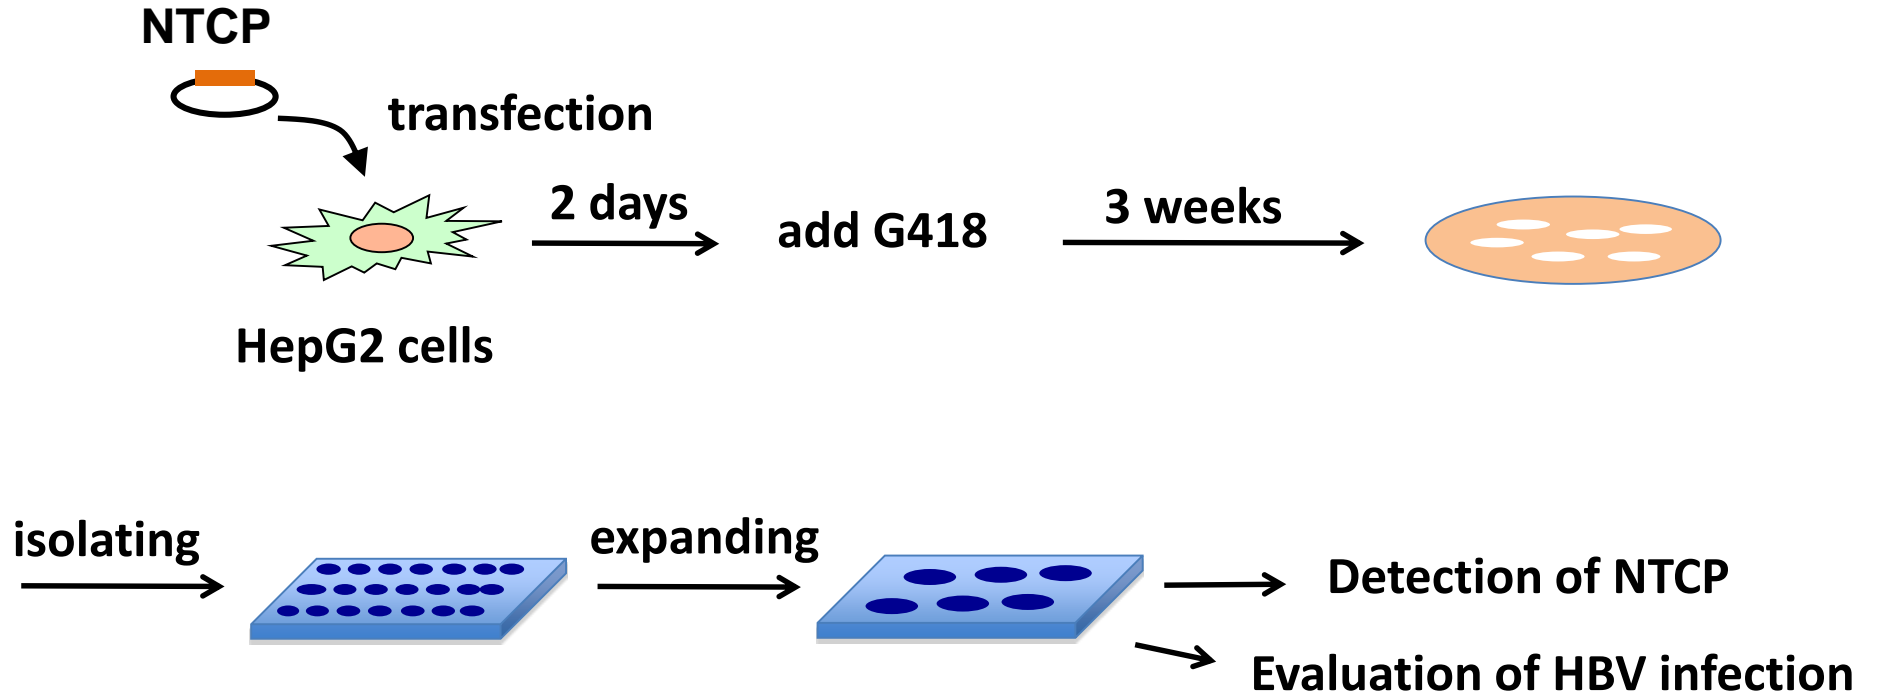 NTCP
transfection
2 days
add G418
3 weeks
HepG2 cells
isolating
expanding
Detection of NTCP
Evaluation of HBV infection